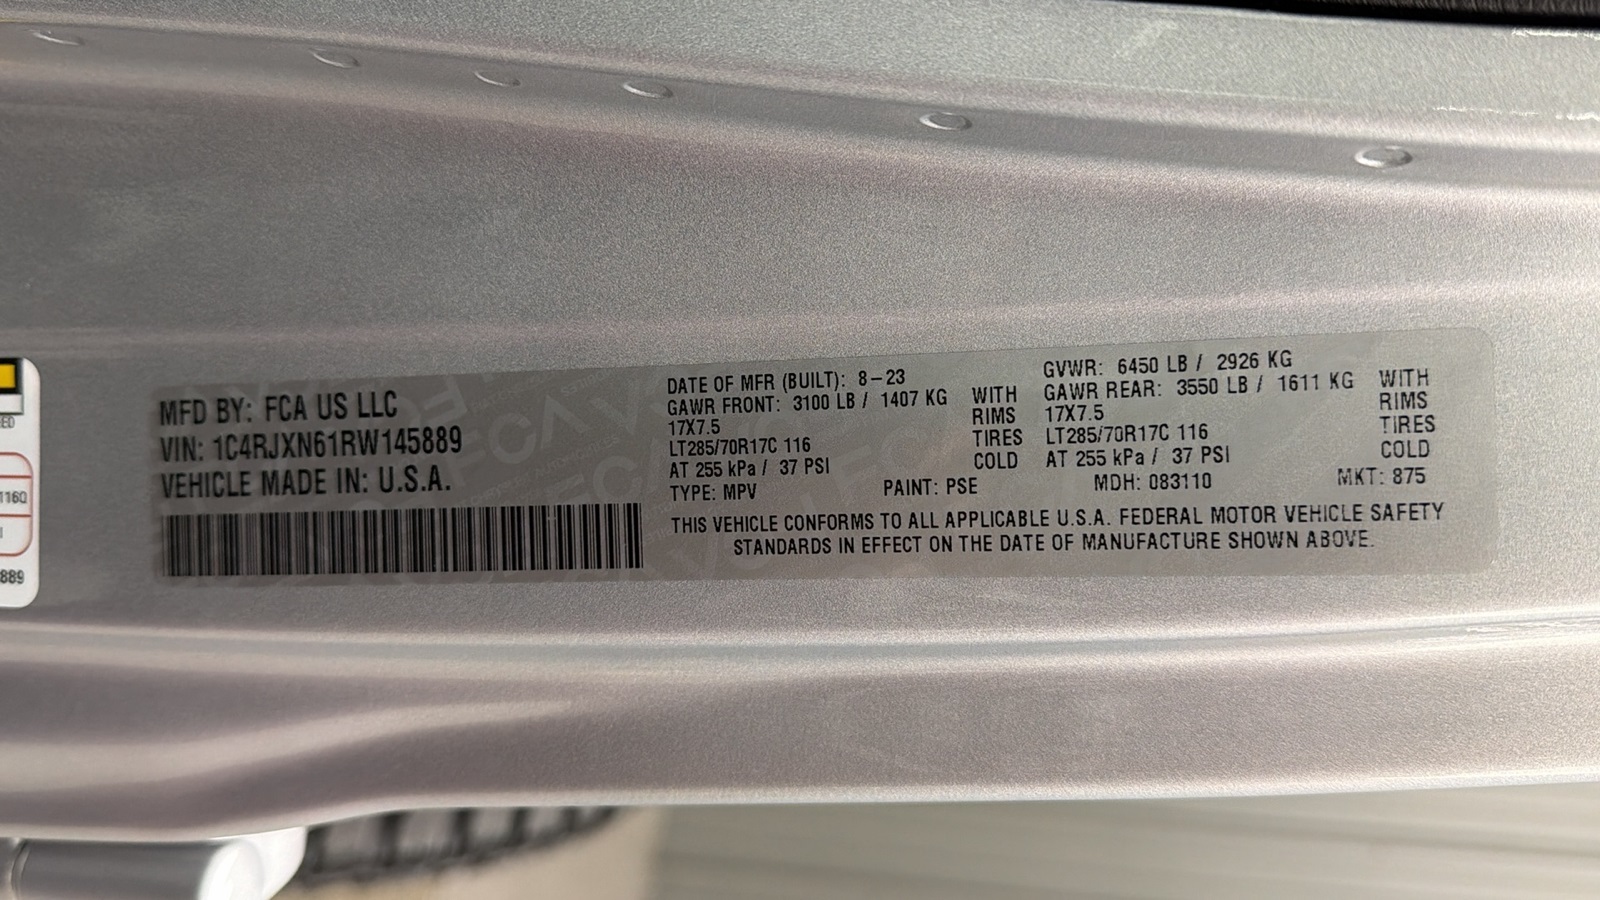 MFD BY: FCA US LLC
VIN: 1C4RJXN61RW145889
VEHICLE MADE IN: U.S.A.
DATE OF MFR (BUILT): 8-23
GAWR FRONT: 3100 LB / 1407 KG WITH
17X7.5 RIMS
LT285/70R17C 116 TIRES
AT 255 kPa / 37 PSI COLD
GVWR: 6450 LB / 2926 KG
GAWR REAR: 3550 LB / 1611 KG WITH
17X7.5 RIMS
LT285/70R17C 116 TIRES
AT 255 kPa / 37 PSI COLD
TYPE: MPV PAINT: PSE MDH: 083110 MKT: 875
THIS VEHICLE CONFORMS TO ALL APPLICABLE U.S.A. FEDERAL MOTOR VEHICLE SAFETY
STANDARDS IN EFFECT ON THE DATE OF MANUFACTURE SHOWN ABOVE.
116Q
889